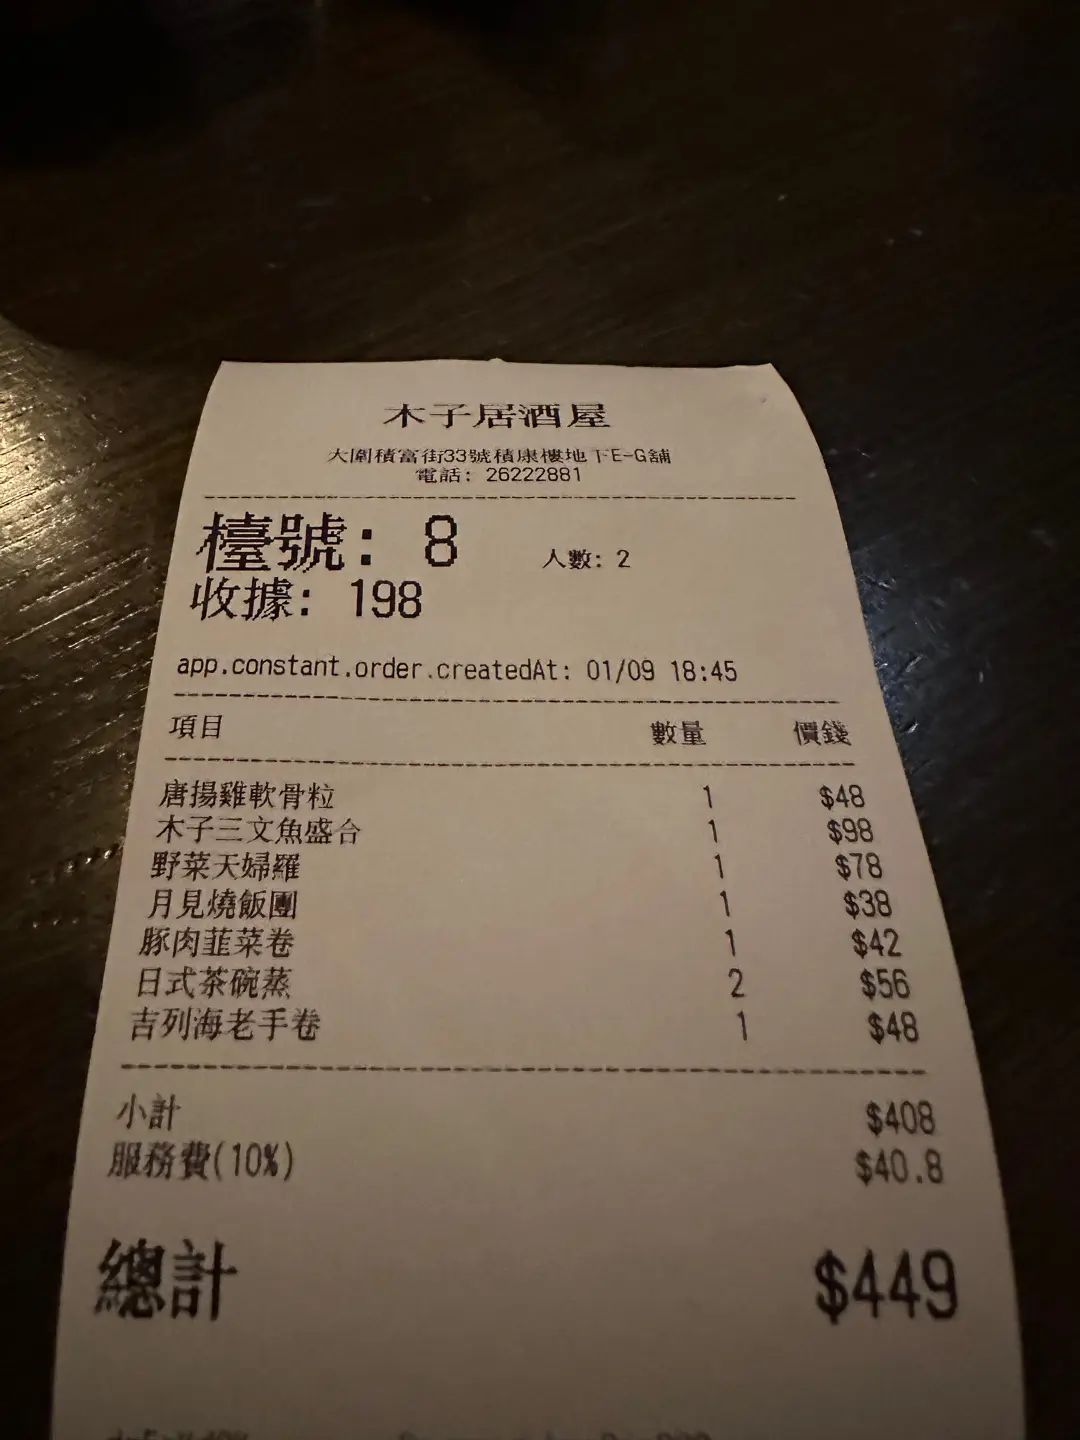 木子居酒屋
大圍積富街33號積康樓地下E-G舖
電話: 26222881
檯號: 8 人數: 2
收據: 198
app.constant.order.createdAt: 01/09 18:45
項目 數量 價錢
唐揚雞軟骨粒 1 $48
木子三文魚盛合 1 $98
野菜天婦羅 1 $78
月見燒飯團 1 $38
豚肉韮菜卷 1 $42
日式茶碗蒸 2 $56
吉列海老手卷 1 $48
小計 $408
服務費(10%) $40.8
總計 $449